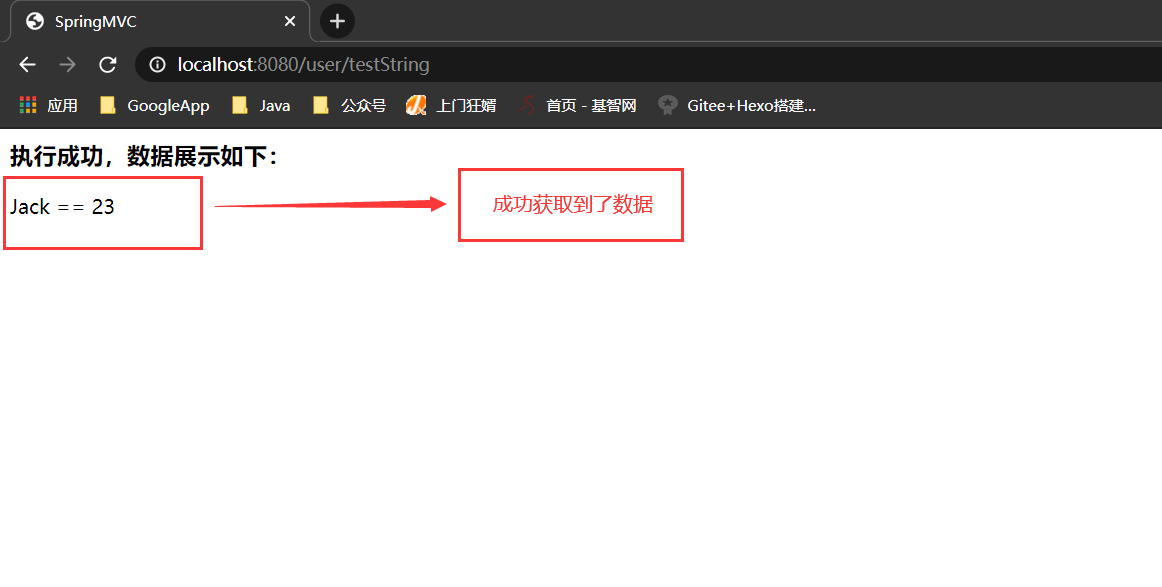 SpringMVC
localhost:8080/user/testString
应用 GoogleApp Java 公众号 上门狂婿 首页 - 基智网 Gitee+Hexo搭建...
执行成功，数据展示如下：
Jack == 23
成功获取到了数据